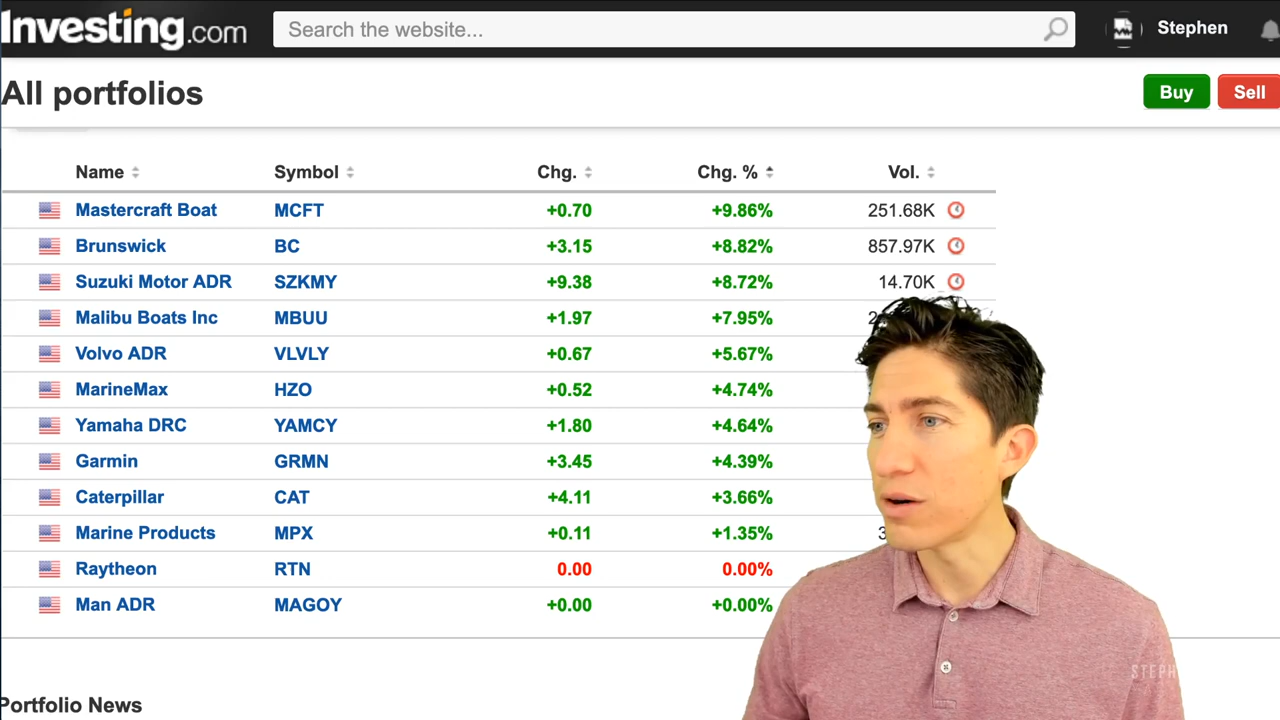 Investing.com
Search the website...
Stephen
All portfolios
Buy
Sell
Name Symbol Chg. Chg. % Vol.
Mastercraft Boat MCFT +0.70 +9.86% 251.68K
Brunswick BC +3.15 +8.82% 857.97K
Suzuki Motor ADR SZKMY +9.38 +8.72% 14.70K
Malibu Boats Inc MBUU +1.97 +7.95%
Volvo ADR VLVLY +0.67 +5.67%
MarineMax HZO +0.52 +4.74%
Yamaha DRC YAMCY +1.80 +4.64%
Garmin GRMN +3.45 +4.39%
Caterpillar CAT +4.11 +3.66%
Marine Products MPX +0.11 +1.35%
Raytheon RTN 0.00 0.00%
Man ADR MAGOY +0.00 +0.00%
STEPH
Portfolio News